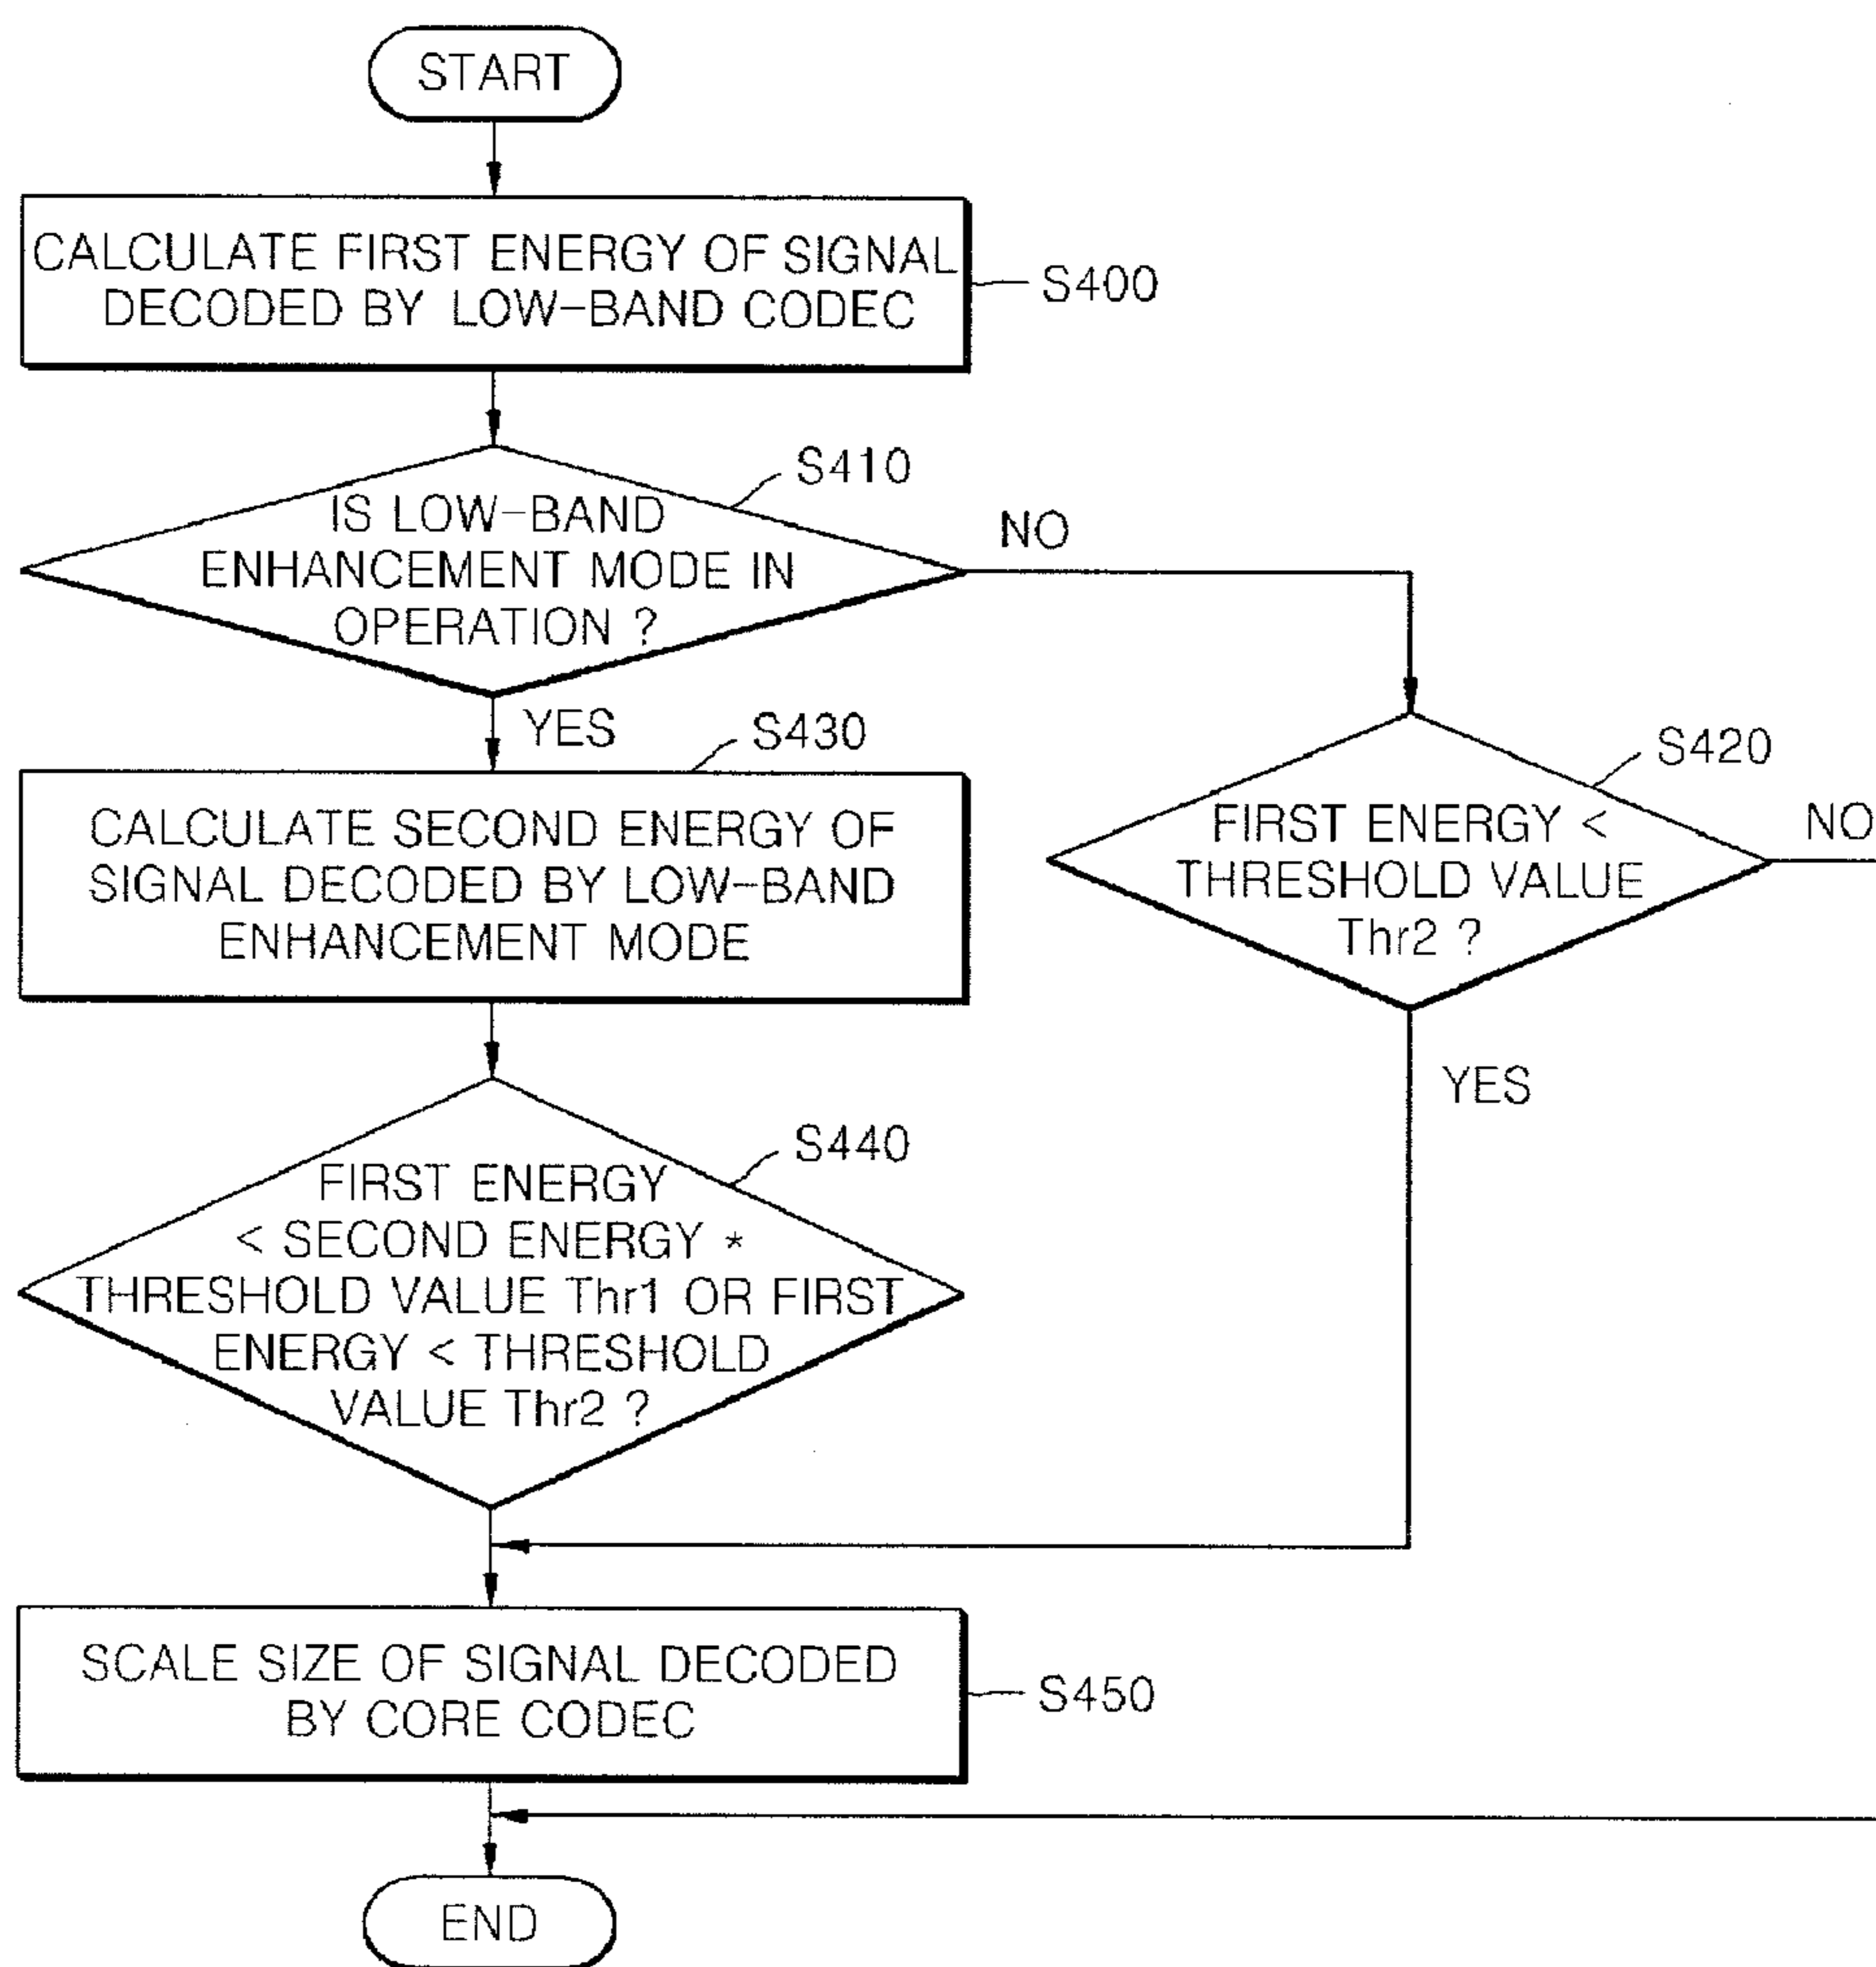 START
CALCULATE FIRST ENERGY OF SIGNAL
DECODED BY LOW-BAND CODEC
S400
S410
IS LOW-BAND
ENHANCEMENT MODE IN
OPERATION ?
NO
YES
S430
CALCULATE SECOND ENERGY OF
SIGNAL DECODED BY LOW-BAND
ENHANCEMENT MODE
S420
FIRST ENERGY <
THRESHOLD VALUE
Thr2 ?
NO
YES
S440
FIRST ENERGY
< SECOND ENERGY *
THRESHOLD VALUE Thr1 OR FIRST
ENERGY < THRESHOLD
VALUE Thr2 ?
SCALE SIZE OF SIGNAL DECODED
BY CORE CODEC
S450
END